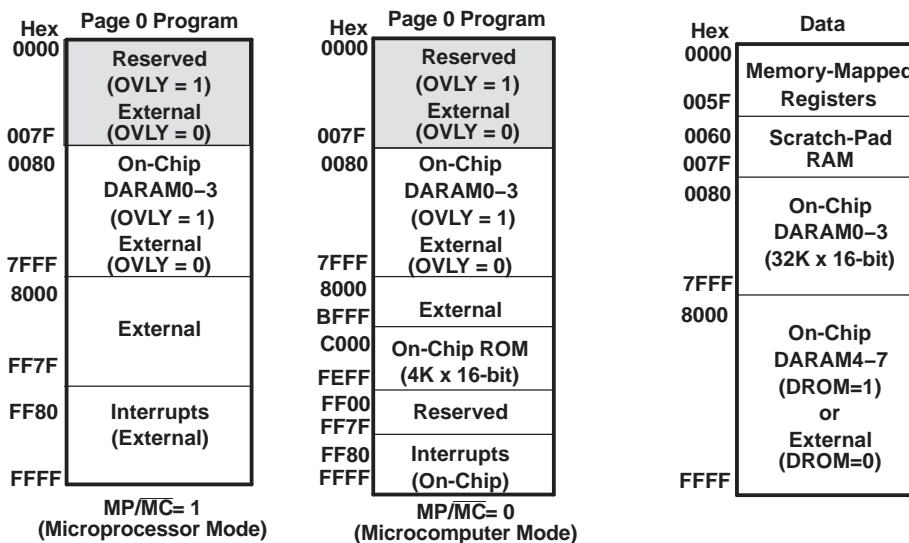 Page 0 Program
Hex
0000
Reserved
(OVLY = 1)
External
(OVLY = 0)
007F
0080
On-Chip
DARAM0–3
(OVLY = 1)
External
(OVLY = 0)
7FFF
8000
External
FF7F
FF80
Interrupts
(External)
FFFF
MP/MC= 1
(Microprocessor Mode)
Page 0 Program
Hex
0000
Reserved
(OVLY = 1)
External
(OVLY = 0)
007F
0080
On-Chip
DARAM0–3
(OVLY = 1)
External
(OVLY = 0)
7FFF
8000
External
BFFF
C000
On-Chip ROM
(4K x 16-bit)
FEFF
FF00
Reserved
FF7F
FF80
Interrupts
(On-Chip)
FFFF
MP/MC= 0
(Microcomputer Mode)
Data
Hex
0000
Memory-Mapped
Registers
005F
0060
Scratch-Pad
RAM
007F
0080
On-Chip
DARAM0–3
(32K x 16-bit)
7FFF
8000
On-Chip
DARAM4–7
(DROM=1)
or
External
(DROM=0)
FFFF